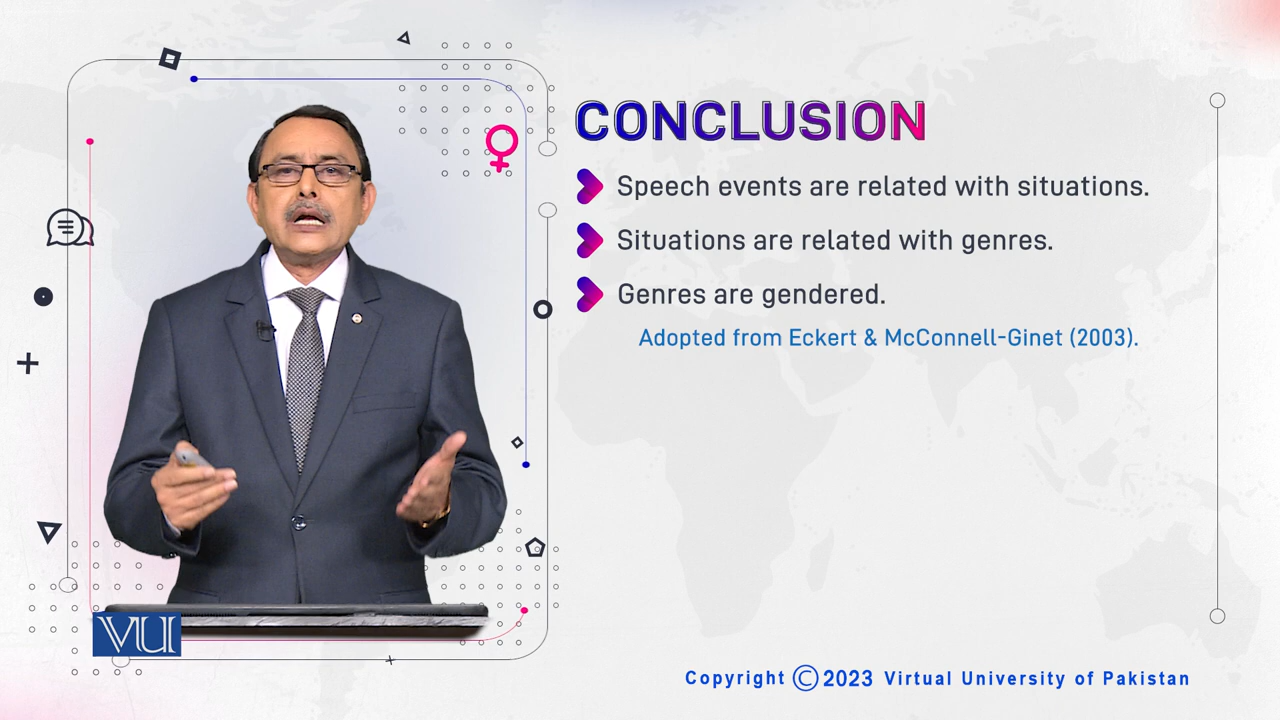 CONCLUSION
Speech events are related with situations.
Situations are related with genres.
Genres are gendered.
Adopted from Eckert & McConnell-Ginet (2003).
VU
Copyright ©2023 Virtual University of Pakistan